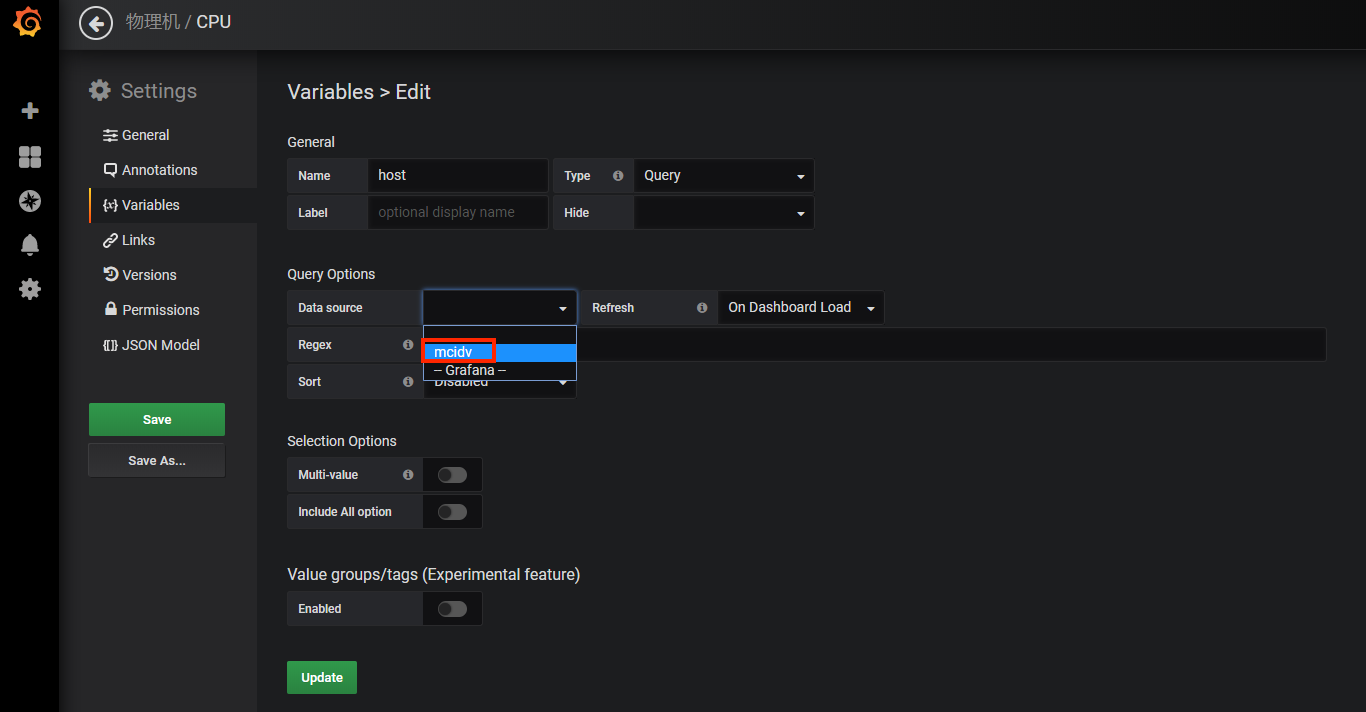 物理机 / CPU
Settings
General
Annotations
Variables
Links
Versions
Permissions
JSON Model
Save
Save As...
Variables > Edit
General
Name host Type Query
Label optional display name Hide
Query Options
Data source Refresh On Dashboard Load
Regex
mcidv
-- Grafana --
Sort Disabled
Selection Options
Multi-value
Include All option
Value groups/tags (Experimental feature)
Enabled
Update